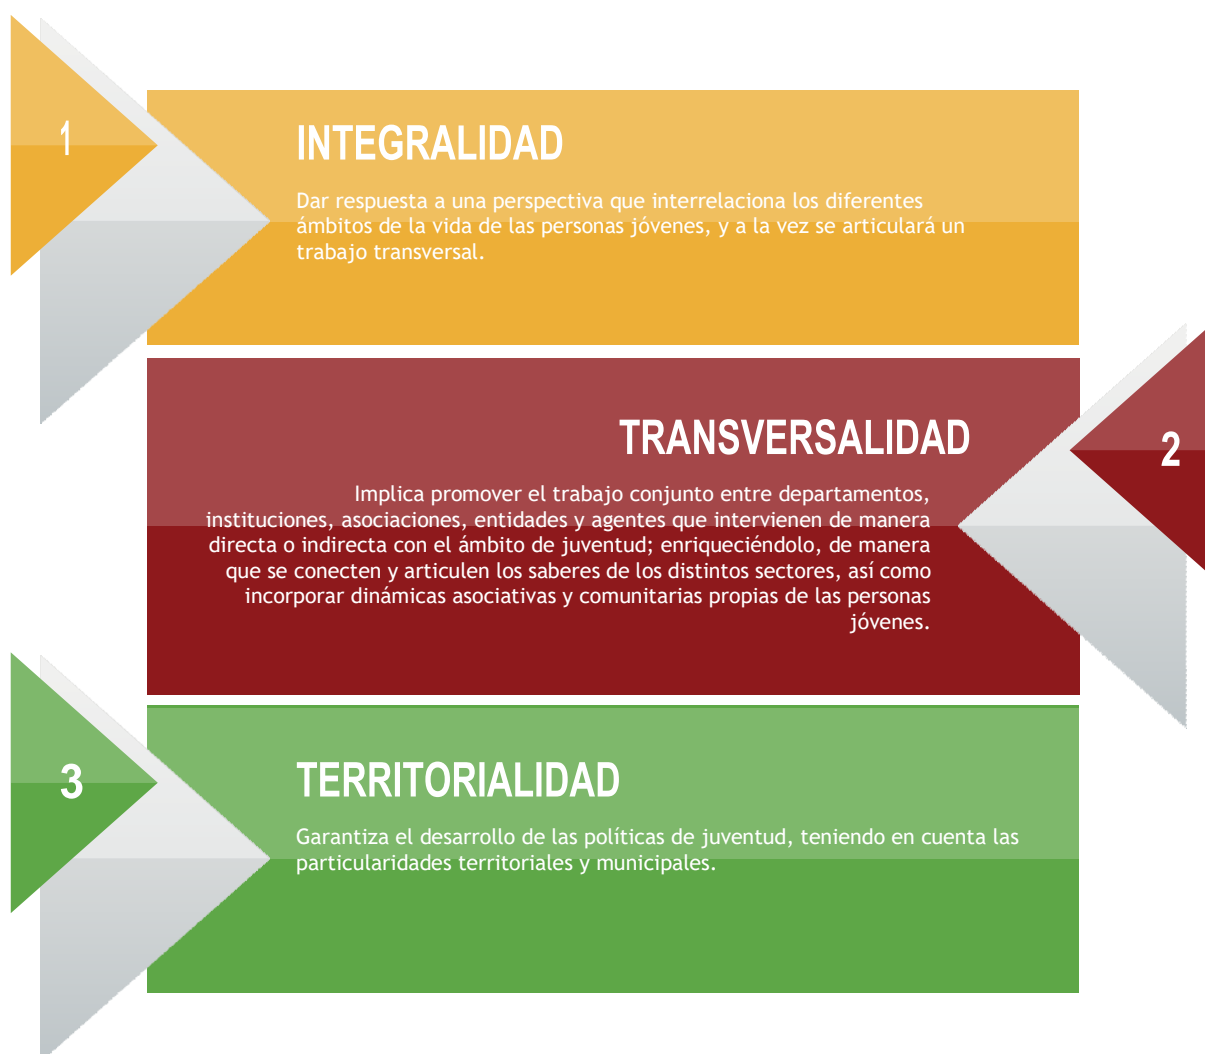 1
INTEGRALIDAD
Dar respuesta a una perspectiva que interrelaciona los diferentes
ámbitos de la vida de las personas jóvenes, y a la vez se articulará un
trabajo transversal.
TRANSVERSALIDAD
2
Implica promover el trabajo conjunto entre departamentos,
instituciones, asociaciones, entidades y agentes que intervienen de manera
directa o indirecta con el ámbito de juventud; enriqueciéndolo, de manera
que se conecten y articulen los saberes de los distintos sectores, así como
incorporar dinámicas asociativas y comunitarias propias de las personas
jóvenes.
3
TERRITORIALIDAD
Garantiza el desarrollo de las políticas de juventud, teniendo en cuenta las
particularidades territoriales y municipales.